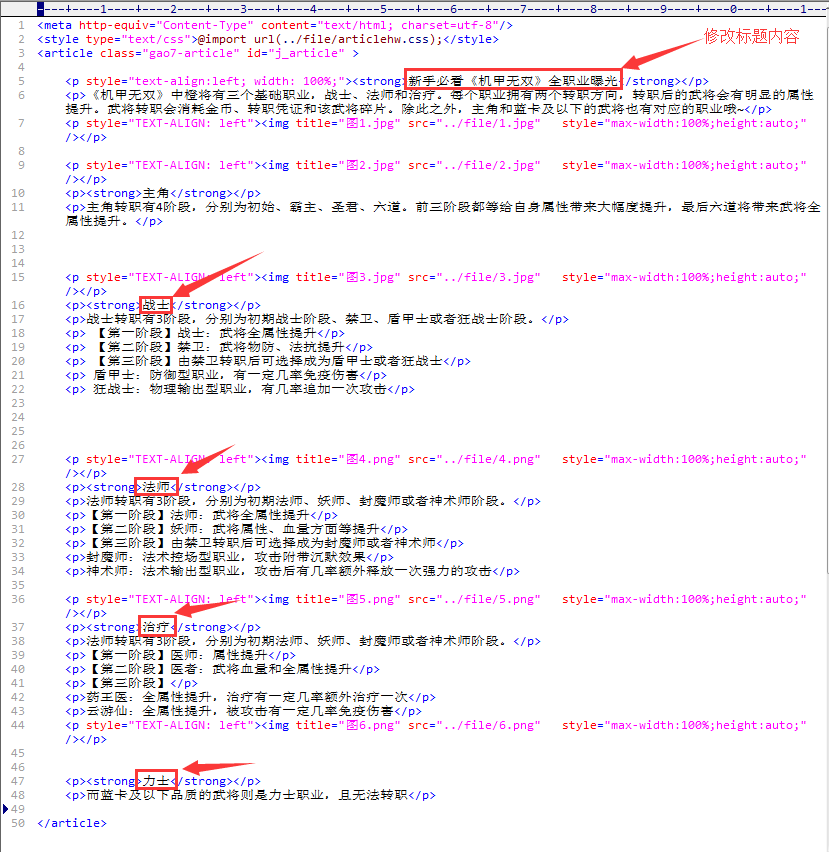 ----+----1----+----2----+----3----+----4----+----5----+----6----+----7----+----8----+----9----+----0----+----1--
1 <meta http-equiv="Content-Type" content="text/html; charset=utf-8"/>
2 <style type="text/css">@import url(../file/articlehw.css);</style>
3 <article class="gao7-article" id="j_article" >
修改标题内容
4
5 <p style="text-align:left; width: 100%;"><strong>新手必看《机甲无双》全职业曝光</strong></p>
6 <p>《机甲无双》中橙将有三个基础职业，战士、法师和治疗。每个职业拥有两个转职方向，转职后的武将会有明显的属性
提升。武将转职会消耗金币、转职凭证和该武将碎片。除此之外，主角和蓝卡及以下的武将也有对应的职业哦~</p>
7 <p style="TEXT-ALIGN: left"><img title="图1.jpg" src="../file/1.jpg" style="max-width:100%;height:auto;"
/></p>
8
9 <p style="TEXT-ALIGN: left"><img title="图2.jpg" src="../file/2.jpg" style="max-width:100%;height:auto;"
/></p>
10 <p><strong>主角</strong></p>
11 <p>主角转职有4阶段，分别为初始、霸主、圣君、六道。前三阶段都等给自身属性带来大幅度提升，最后六道将带来武将全
属性提升。</p>
12
13
14
15 <p style="TEXT-ALIGN: left"><img title="图3.jpg" src="../file/3.jpg" style="max-width:100%;height:auto;"
/></p>
16 <p><strong>战士</strong></p>
17 <p>战士转职有3阶段，分别为初期战士阶段、禁卫、盾甲士或者狂战士阶段。</p>
18 <p> 【第一阶段】战士：武将全属性提升</p>
19 <p> 【第二阶段】禁卫：武将物防、法抗提升</p>
20 <p> 【第三阶段】由禁卫转职后可选择成为盾甲士或者狂战士</p>
21 <p> 盾甲士：防御型职业，有一定几率免疫伤害</p>
22 <p> 狂战士：物理输出型职业，有几率追加一次攻击</p>
23
24
25
26
27 <p style="TEXT-ALIGN: left"><img title="图4.png" src="../file/4.png" style="max-width:100%;height:auto;"
/></p>
28 <p><strong>法师</strong></p>
29 <p>法师转职有3阶段，分别为初期法师、妖师、封魔师或者神术师阶段。</p>
30 <p>【第一阶段】法师：武将全属性提升</p>
31 <p>【第二阶段】妖师：武将属性、血量方面等提升</p>
32 <p>【第三阶段】由禁卫转职后可选择成为封魔师或者神术师</p>
33 <p>封魔师：法术控场型职业，攻击附带沉默效果</p>
34 <p>神术师：法术输出型职业，攻击后有几率额外释放一次强力的攻击</p>
35
36 <p style="TEXT-ALIGN: left"><img title="图5.png" src="../file/5.png" style="max-width:100%;height:auto;"
/></p>
37 <p><strong>治疗</strong></p>
38 <p>法师转职有3阶段，分别为初期法师、妖师、封魔师或者神术师阶段。</p>
39 <p>【第一阶段】医师：属性提升</p>
40 <p>【第二阶段】医者：武将血量和全属性提升</p>
41 <p>【第三阶段】</p>
42 <p>药王医：全属性提升，治疗有一定几率额外治疗一次</p>
43 <p>云游仙：全属性提升，被攻击有一定几率免疫伤害</p>
44 <p style="TEXT-ALIGN: left"><img title="图6.png" src="../file/6.png" style="max-width:100%;height:auto;"
/></p>
45
46
47 <p><strong>力士</strong></p>
48 <p>而蓝卡及以下品质的武将则是力士职业，且无法转职</p>
49
50 </article>